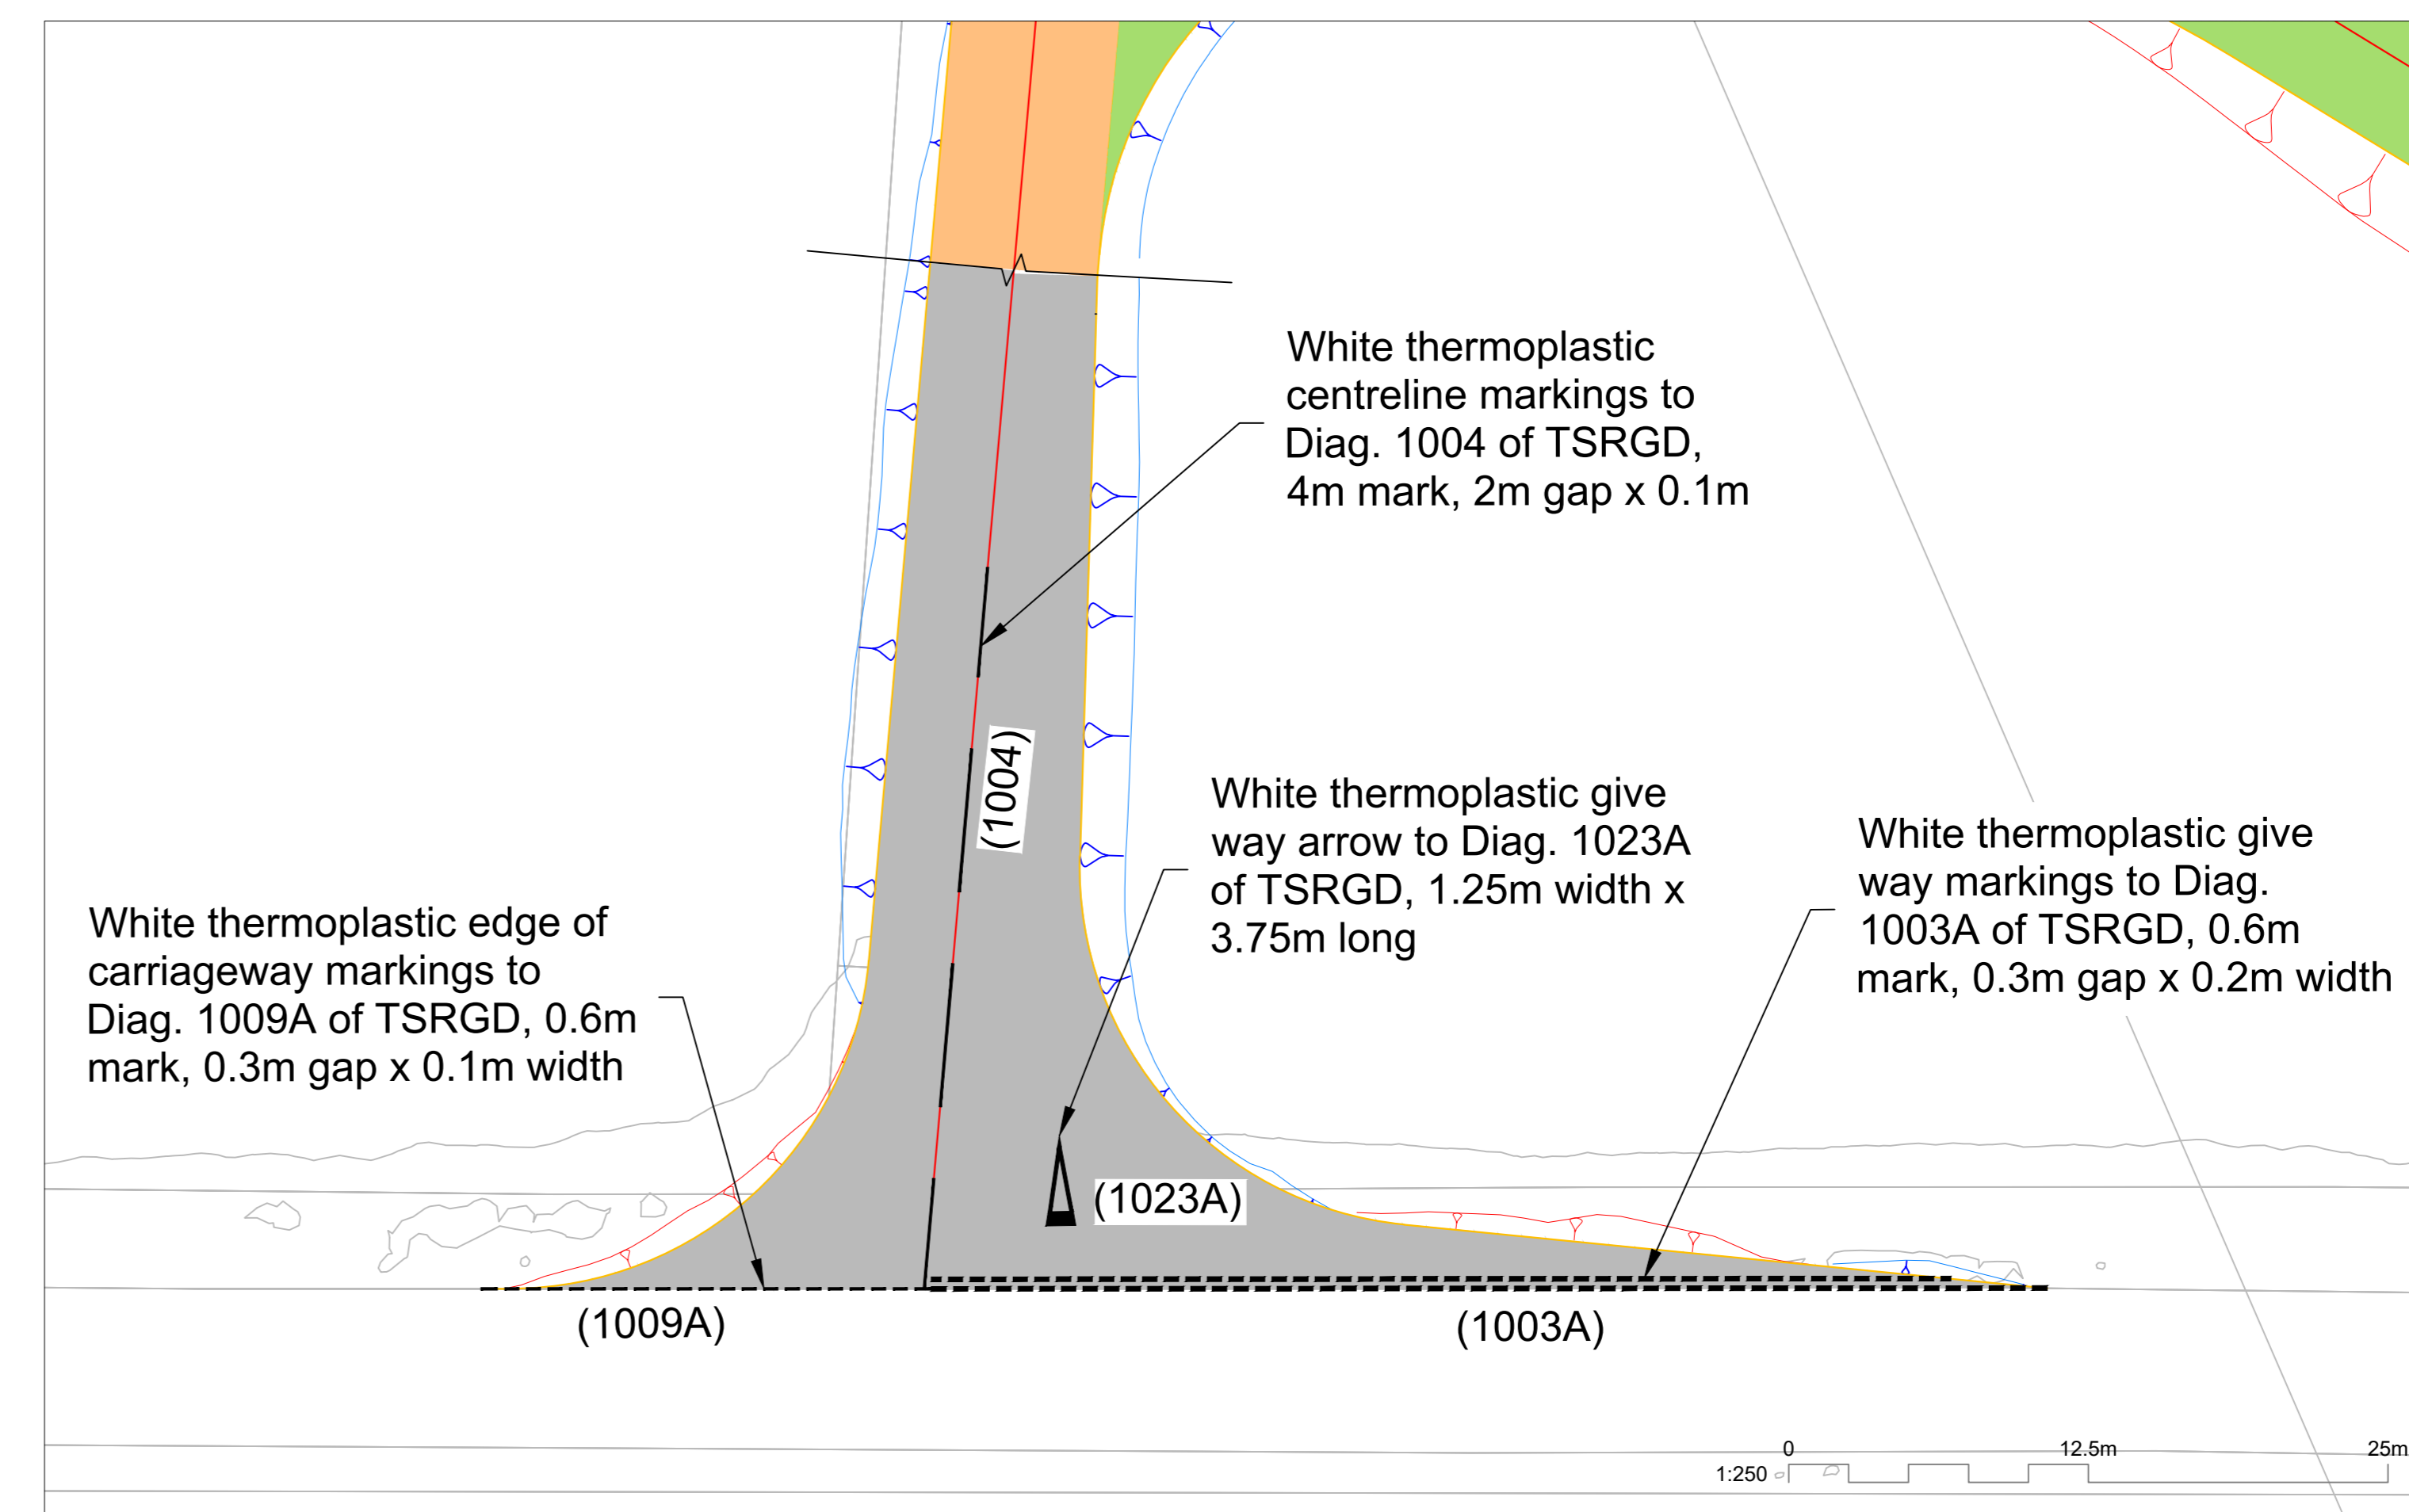 White thermoplastic
centreline markings to
Diag. 1004 of TSRGD,
4m mark, 2m gap x 0.1m
(1004)
White thermoplastic give
way arrow to Diag. 1023A
of TSRGD, 1.25m width x
3.75m long
White thermoplastic give
way markings to Diag.
1003A of TSRGD, 0.6m
mark, 0.3m gap x 0.2m width
White thermoplastic edge of
carriageway markings to
Diag. 1009A of TSRGD, 0.6m
mark, 0.3m gap x 0.1m width
(1023A)
(1009A)
(1003A)
0 12.5m 25m
1:250